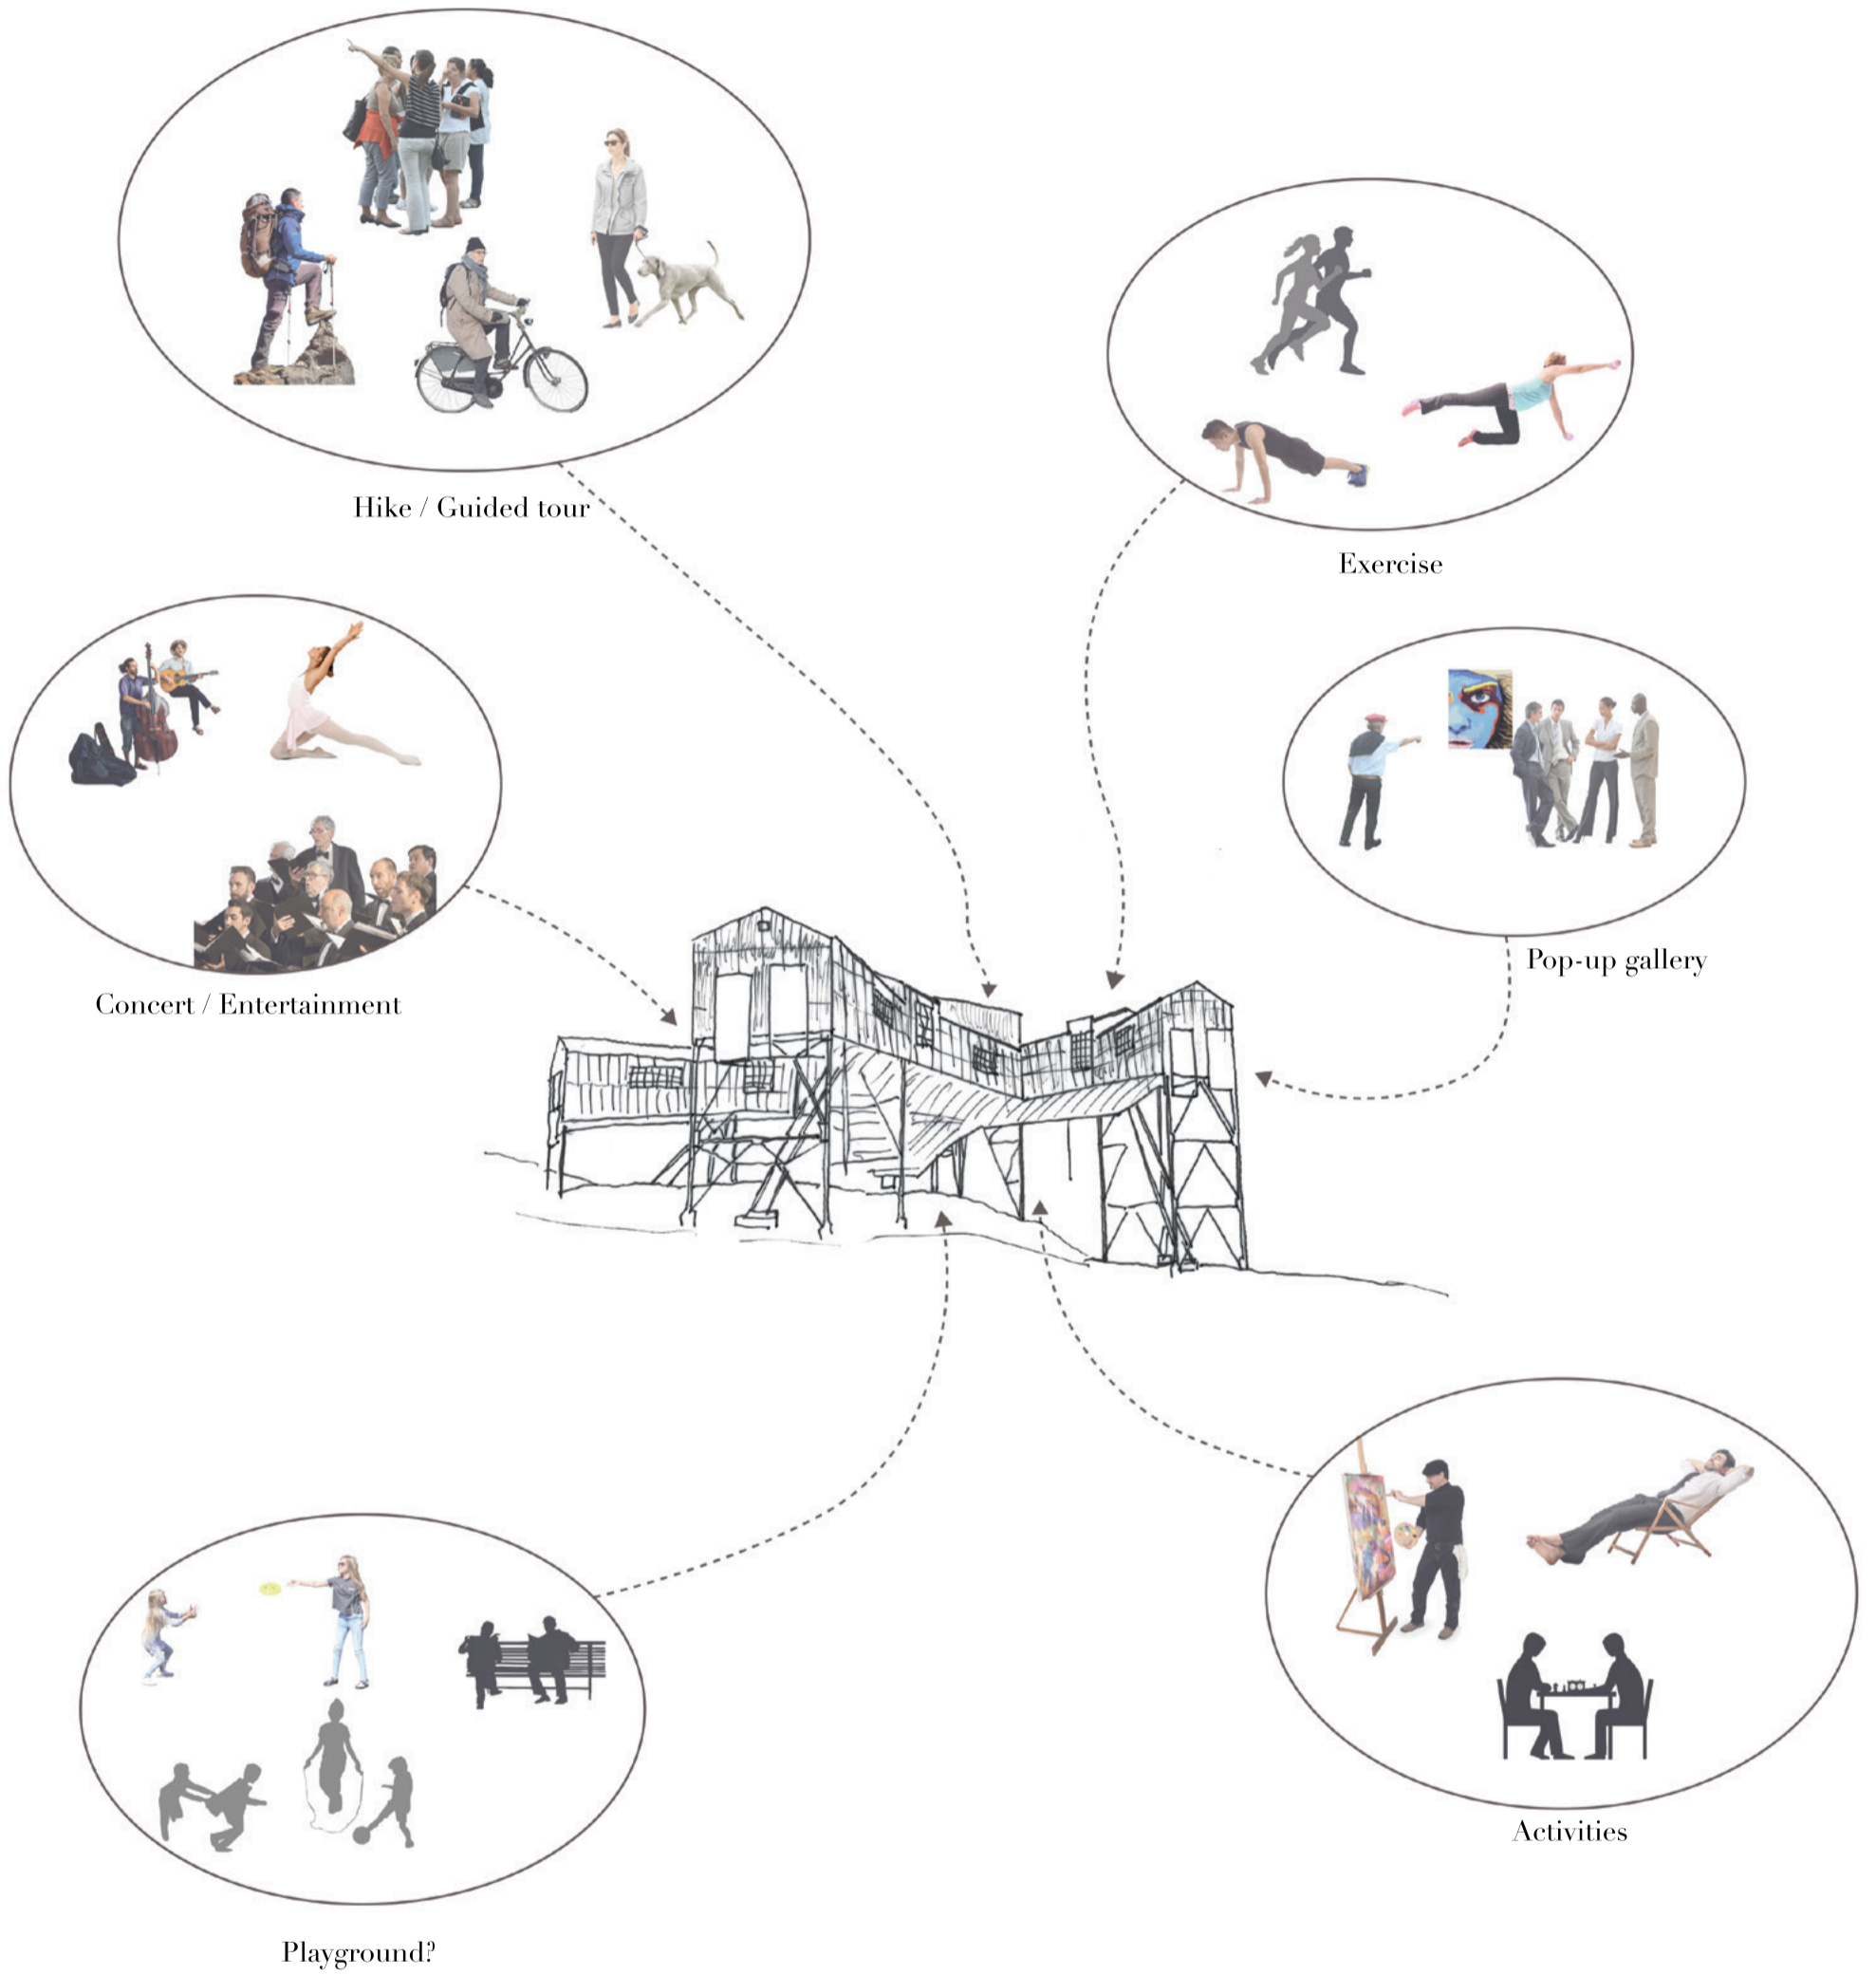 Hike / Guided tour
Exercise
Pop-up gallery
Concert / Entertainment
Activities
Playground?